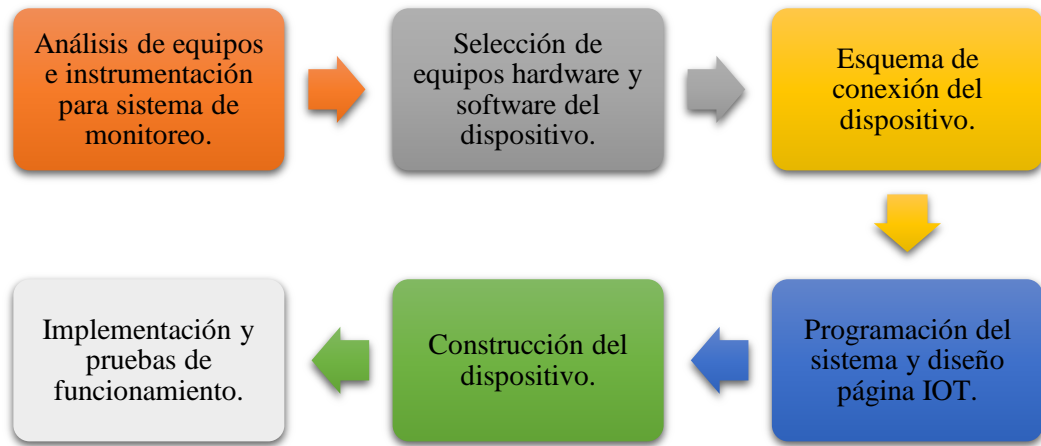 Análisis de equipos
e instrumentación
para sistema de
monitoreo.
Selección de
equipos hardware y
software del
dispositivo.
Esquema de
conexión del
dispositivo.
Programación del
sistema y diseño
página IOT.
Construcción del
dispositivo.
Implementación y
pruebas de
funcionamiento.